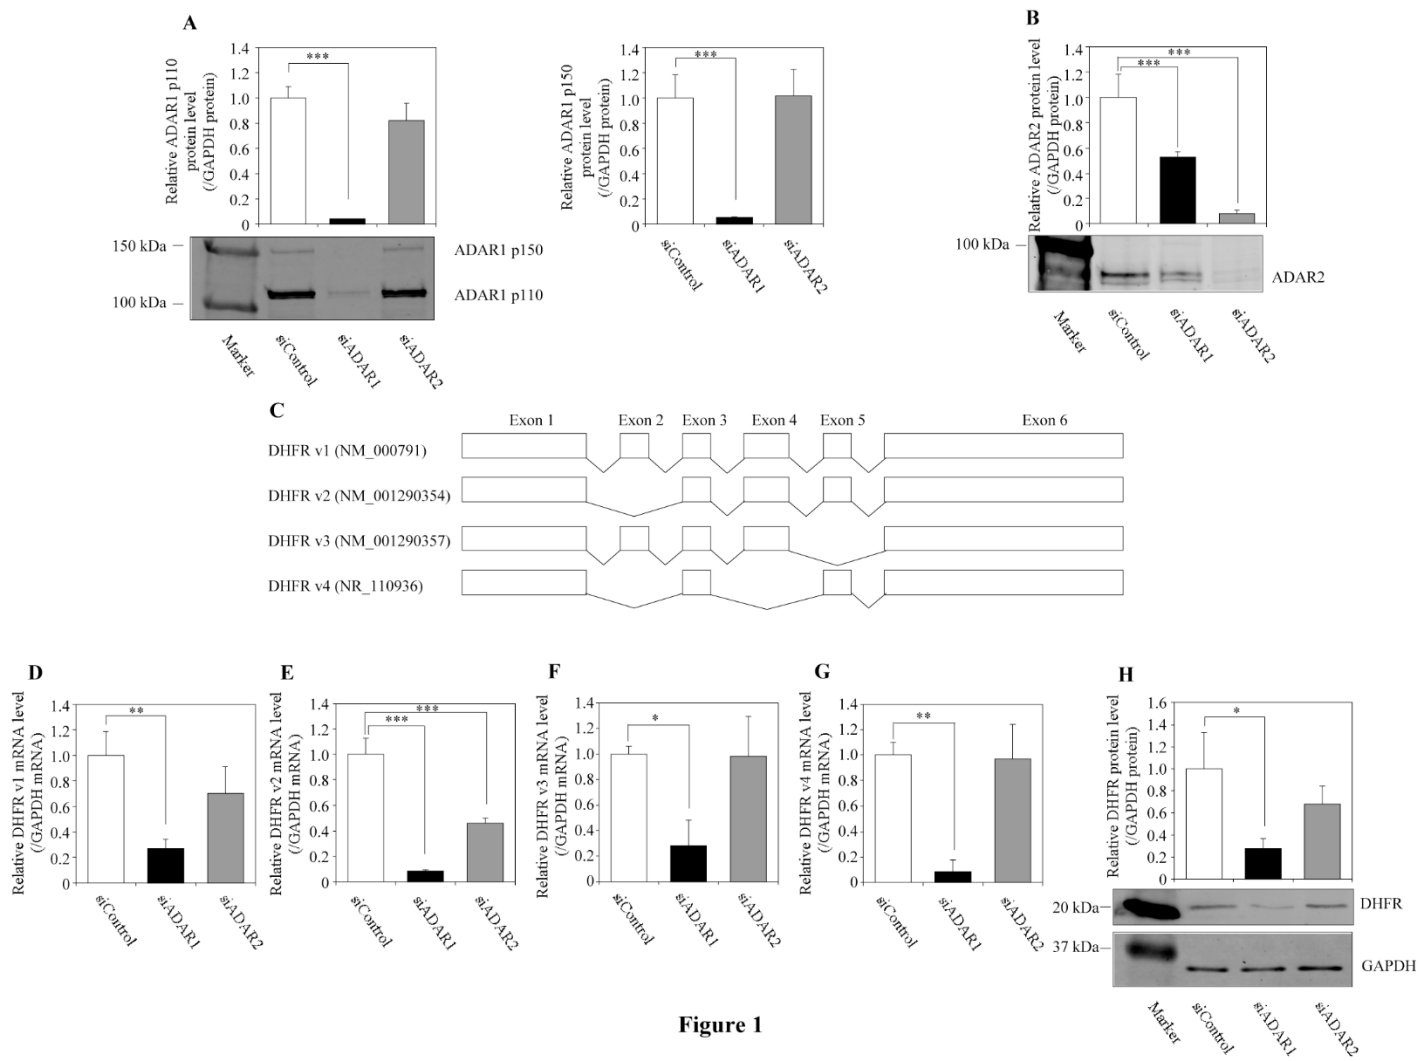 A
Relative ADAR1 p110
protein level
(/GAPDH protein)
1.4
1.2
1.0
0.8
0.6
0.4
0.2
0
***
150 kDa
100 kDa
ADAR1 p150
ADAR1 p110
Marker
siControl
siADAR1
siADAR2
Relative ADAR1 p150
protein level
(/GAPDH protein)
1.4
1.2
1.0
0.8
0.6
0.4
0.2
0
***
siControl
siADAR1
siADAR2
B
Relative ADAR2 protein level
(/GAPDH protein)
1.4
1.2
1.0
0.8
0.6
0.4
0.2
0
***
***
100 kDa
ADAR2
Marker
siControl
siADAR1
siADAR2
C
Exon 1 Exon 2 Exon 3 Exon 4 Exon 5 Exon 6
DHFR v1 (NM_000791)
DHFR v2 (NM_001290354)
DHFR v3 (NM_001290357)
DHFR v4 (NR_110936)
D
Relative DHFR v1 mRNA level
(/GAPDH mRNA)
1.4
1.2
1.0
0.8
0.6
0.4
0.2
0
**
siControl
siADAR1
siADAR2
E
Relative DHFR v2 mRNA level
(/GAPDH mRNA)
1.4
1.2
1.0
0.8
0.6
0.4
0.2
0
***
***
siControl
siADAR1
siADAR2
F
Relative DHFR v3 mRNA level
(/GAPDH mRNA)
1.4
1.2
1.0
0.8
0.6
0.4
0.2
0
*
siControl
siADAR1
siADAR2
G
Relative DHFR v4 mRNA level
(/GAPDH mRNA)
1.4
1.2
1.0
0.8
0.6
0.4
0.2
0
**
siControl
siADAR1
siADAR2
H
Relative DHFR protein level
(/GAPDH protein)
1.6
1.4
1.2
1.0
0.8
0.6
0.4
0.2
0
*
20 kDa
DHFR
37 kDa
GAPDH
Marker
siControl
siADAR1
siADAR2
Figure 1